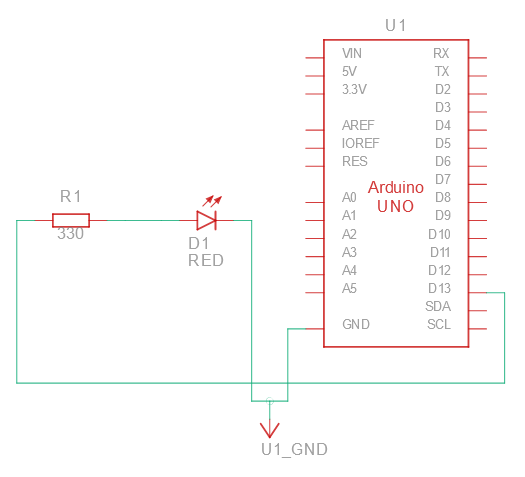 U1
VIN RX
5V TX
3.3V D2
D3
AREF D4
IOREF D5
RES D6
D7
Arduino
UNO
A0 D8
A1 D9
A2 D10
A3 D11
A4 D12
A5 D13
SDA
GND SCL
R1
330
D1
RED
U1_GND